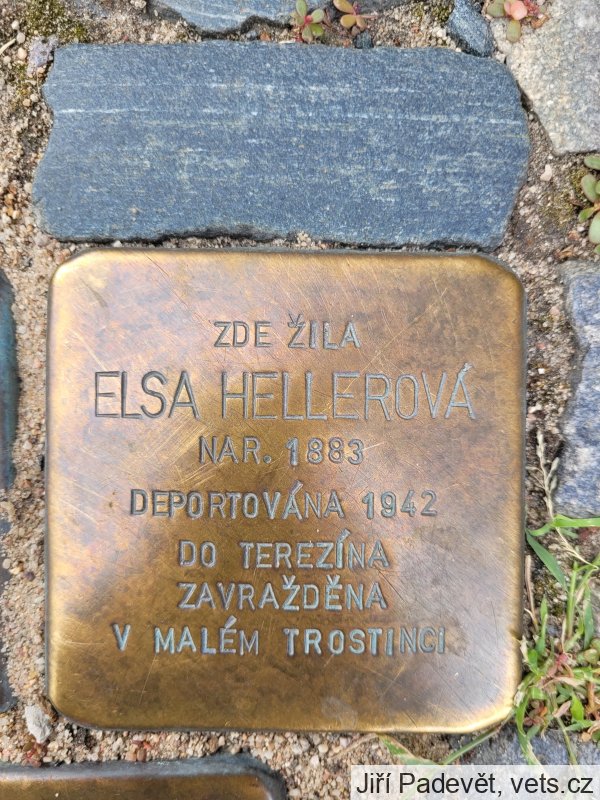 ZDE ŽILA
ELSA HELLEROVÁ
NAR. 1883
DEPORTOVÁNA 1942
DO TEREZÍNA
ZAVRAŽDĚNA
V MALÉM TROSTINCI
Jiří Padevět, vets.cz